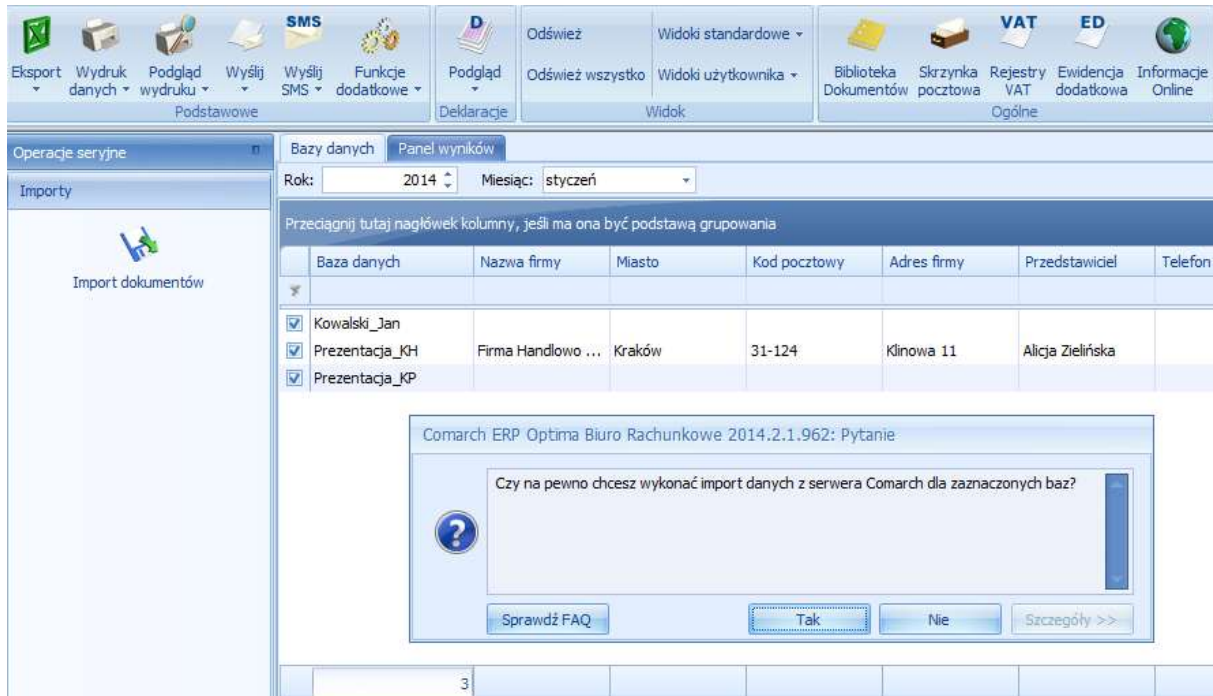 SMS
D
VAT
ED
Eksport
Wydruk danych
Podgląd wydruku
Wyślij
Wyślij SMS
Funkcje dodatkowe
Podgląd
Odśwież
Odśwież wszystko
Widoki standardowe
Widoki użytkownika
Biblioteka Dokumentów
Skrzynka pocztowa
Rejestry VAT
Ewidencja dodatkowa
Informacje Online
Podstawowe
Deklaracje
Widok
Ogólne
Operacje seryjne
Importy
Import dokumentów
Bazy danych Panel wyników
Rok: 2014 Miesiąc: styczeń
Przeciągnij tutaj nagłówek kolumny, jeśli ma ona być podstawą grupowania
Baza danych Nazwa firmy Miasto Kod pocztowy Adres firmy Przedstawiciel Telefon
Kowalski_Jan
Prezentacja_KH Firma Handlowo ... Kraków 31-124 Klinowa 11 Alicja Zielińska
Prezentacja_KP
Comarch ERP Optima Biuro Rachunkowe 2014.2.1.962: Pytanie
Czy na pewno chcesz wykonać import danych z serwera Comarch dla zaznaczonych baz?
Sprawdź FAQ Tak Nie Szczegóły >>
3